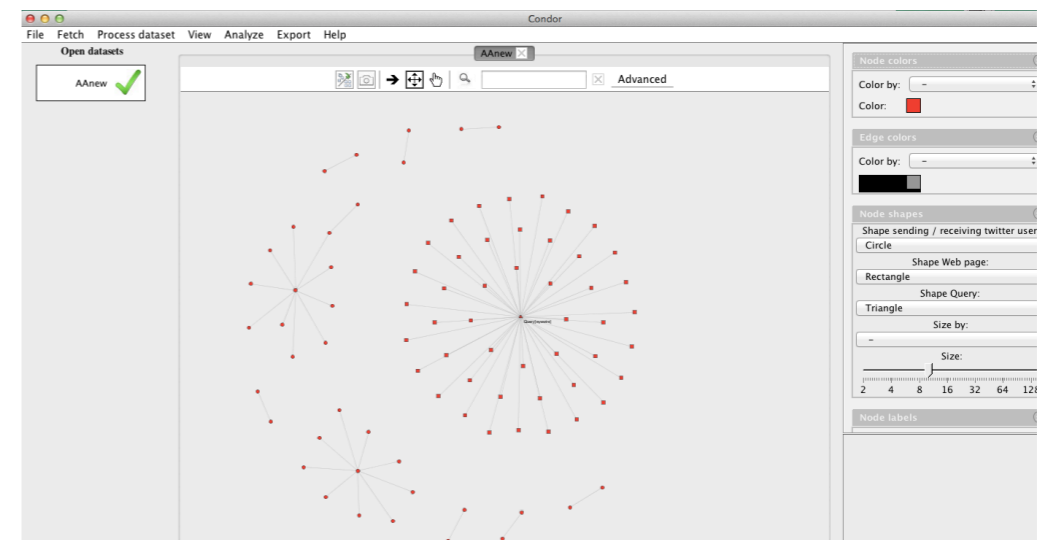 Condor
File Fetch Process dataset View Analyze Export Help
Open datasets
AAnew
AAnew
Advanced
Node colors
Color by: -
Color:
Edge colors
Color by: -
Node shapes
Shape sending / receiving twitter user
Circle
Shape Web page:
Rectangle
Shape Query:
Triangle
Size by:
-
Size:
2 4 8 16 32 64 128
Node labels